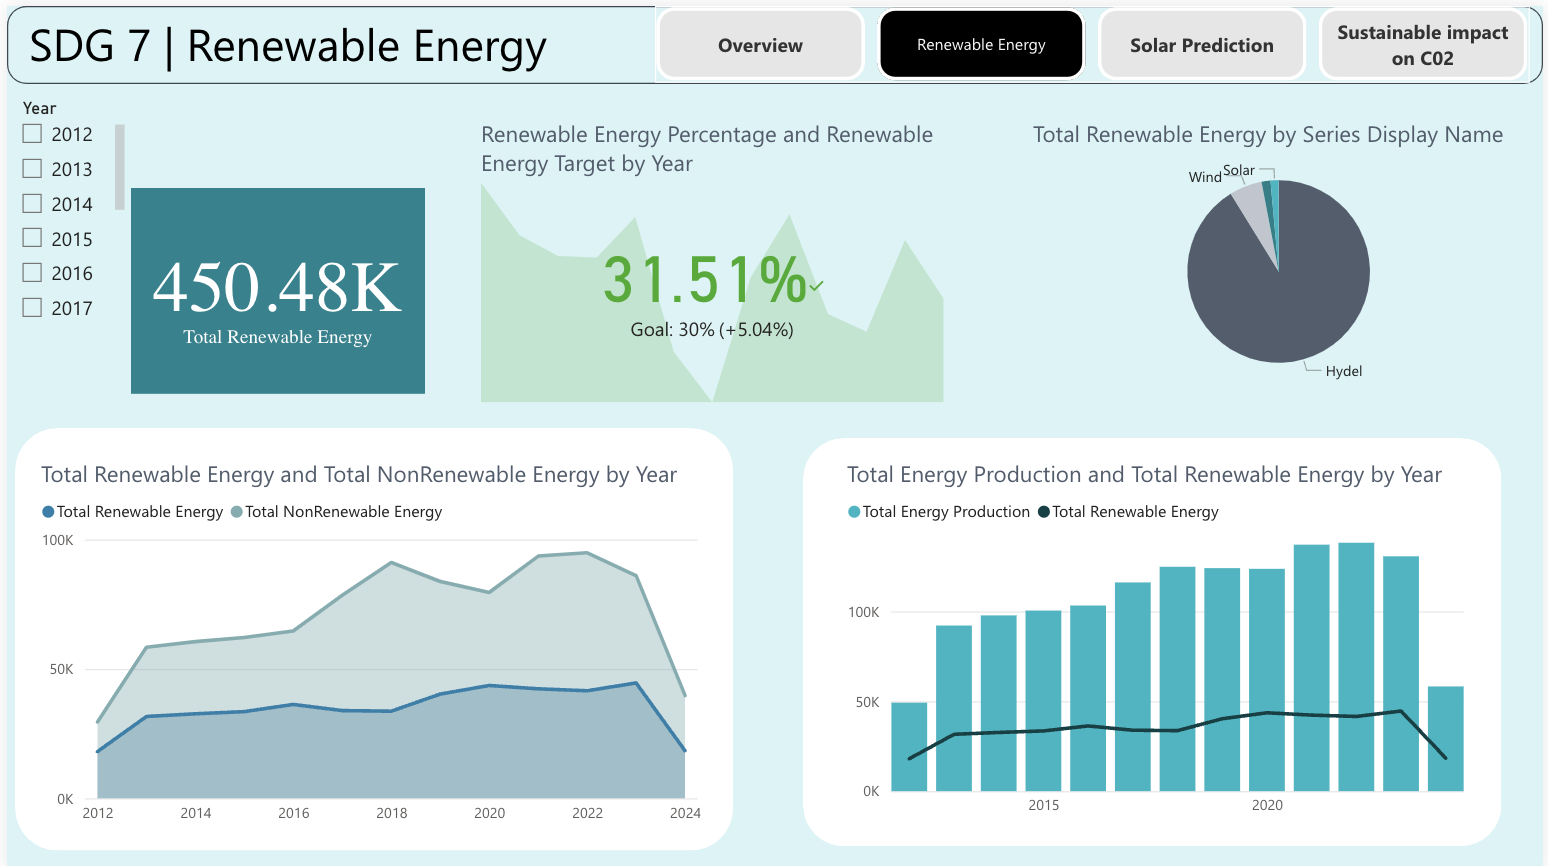 SDG 7 | Renewable Energy
Overview
Renewable Energy
Solar Prediction
Sustainable impact
on C02
Year
2012
2013
2014
2015
2016
2017
450.48K
Total Renewable Energy
Renewable Energy Percentage and Renewable
Energy Target by Year
31.51%
Goal: 30% (+5.04%)
Total Renewable Energy by Series Display Name
Wind
Solar
Hydel
Total Renewable Energy and Total NonRenewable Energy by Year
Total Renewable Energy
Total NonRenewable Energy
100K
50K
0K
2012
2014
2016
2018
2020
2022
2024
Total Energy Production and Total Renewable Energy by Year
Total Energy Production
Total Renewable Energy
100K
50K
0K
2015
2020